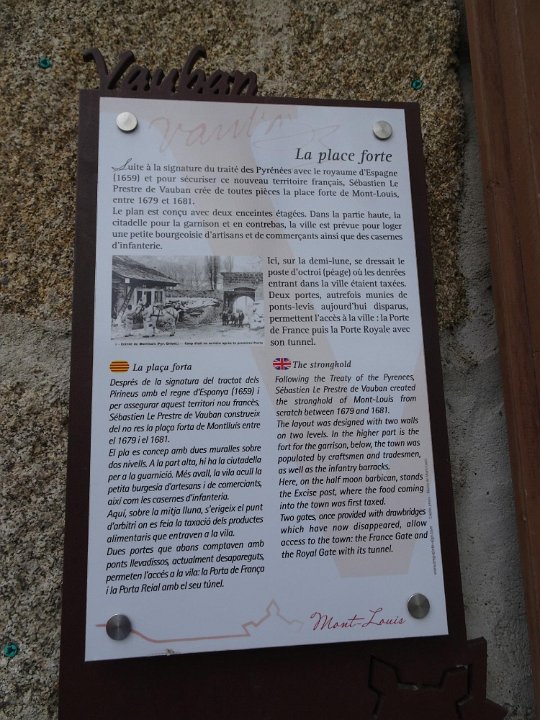 Vauban
vauban
La place forte
Suite à la signature du traité des Pyrénées avec le royaume d'Espagne
(1659) et pour sécuriser ce nouveau territoire français, Sébastien Le
Prestre de Vauban crée de toutes pièces la place forte de Mont-Louis,
entre 1679 et 1681.
Le plan est conçu avec deux enceintes étagées. Dans la partie haute, la
citadelle pour la garnison et en contrebas, la ville est prévue pour loger
une petite bourgeoisie d'artisans et de commerçants ainsi que des casernes
d'infanterie.
Ici, sur la demi-lune, se dressait le
poste d'octroi (péage) où les denrées
entrant dans la ville étaient taxées.
Deux portes, autrefois munies de
ponts-levis aujourd'hui disparus,
permettent l'accès à la ville : la Porte
de France puis la Porte Royale avec
son tunnel.
La plaça forta
Després de la signatura del tractat dels
Pirineus amb el regne d'Espanya (1659) i
per assegurar aquest territori nou francès,
Sébastien Le Prestre de Vauban construeix
del no res la plaça forta de Montlluís entre
el 1679 i el 1681.
El pla es concep amb dues muralles sobre
dos nivells. A la part alta, hi ha la ciutadella
per a la guarnició. Més avall, la vila acull la
petita burgesia d'artesans i de comerciants,
així com les casernes d'infanteria.
Aquí, sobre la mitja lluna, s'erigeix el punt
d'arbitri on es feia la taxació dels productes
alimentaris que entraven a la vila.
Dues portes que abans comptaven amb
ponts llevadissos, actualment desapareguts,
permeten l'accés a la vila: la Porta de França
i la Porta Reial amb el seu túnel.
The stronghold
Following the Treaty of the Pyrenees,
Sébastien Le Prestre de Vauban created
the stronghold of Mont-Louis from
scratch between 1679 and 1681.
The layout was designed with two walls
on two levels. In the higher part is the
fort for the garrison, below, the town was
populated by craftsmen and tradesmen,
as well as the infantry barracks.
Here, on the half moon barbican, stands
the Excise post, where the food coming
into the town was first taxed.
Two gates, once provided with drawbridges
which have now disappeared, allow
access to the town: the France Gate and
the Royal Gate with its tunnel.
Mont-Louis